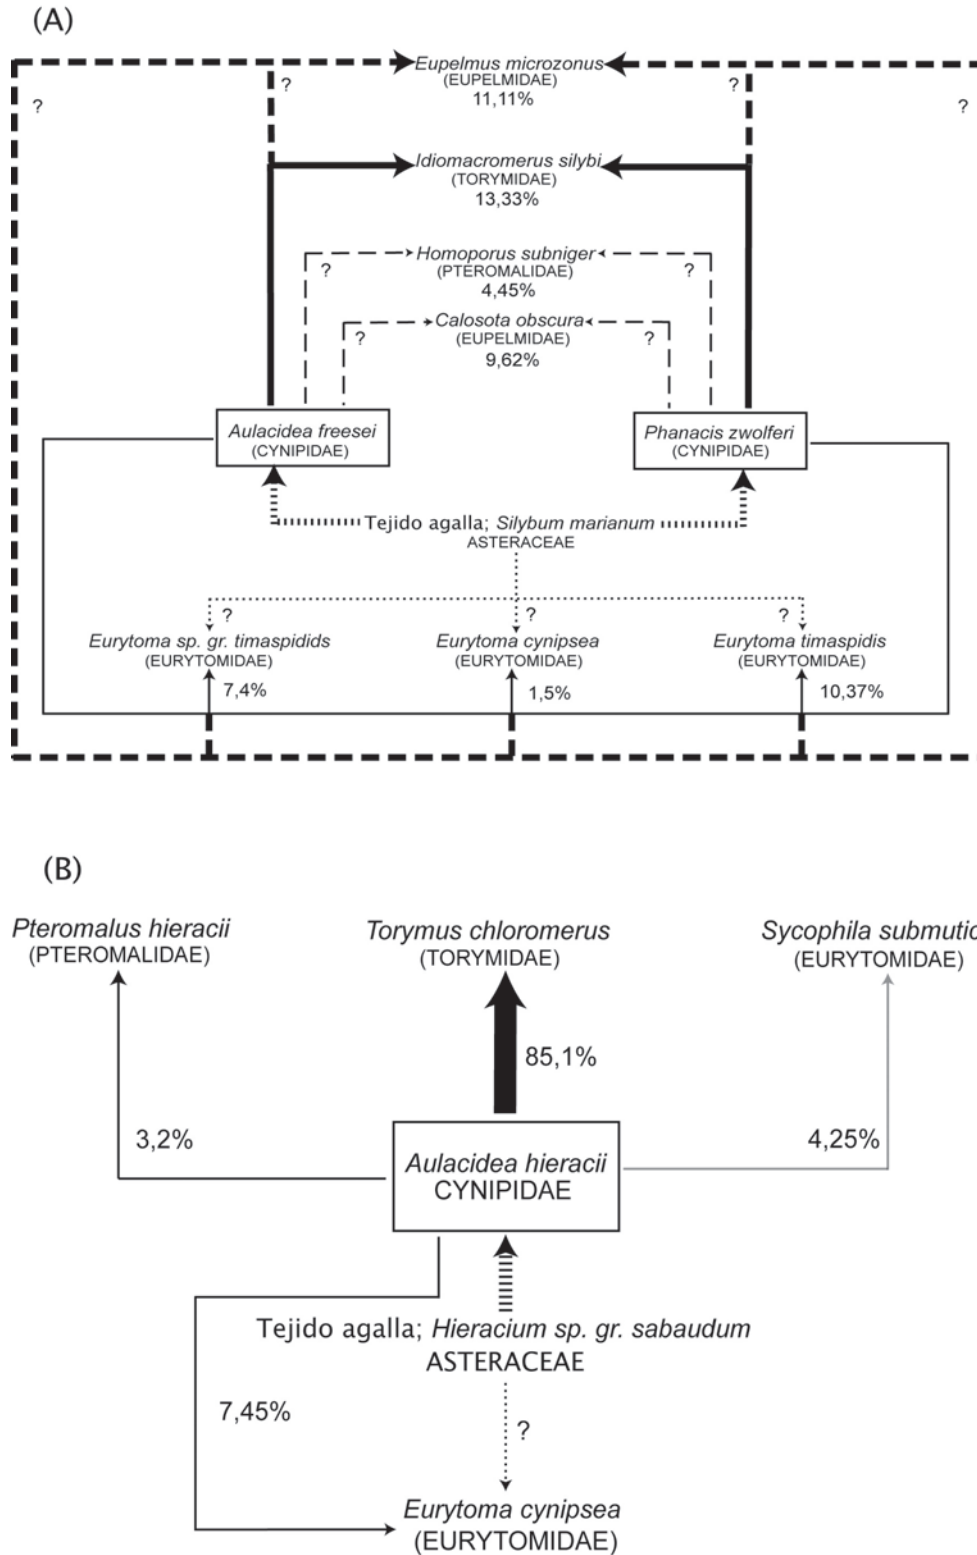 (A)
Eupelmus microzonus
(EUPELMIDAE)
11,11%
? ? ? ?
Idiomacromerus silybi
(TORYMIDAE)
13,33%
Homoporus subniger
? (PTEROMALIDAE) ?
4,45%
Calosota obscura
? (EUPELMIDAE) ?
9,62%
Aulacidea freesei
(CYNIPIDAE)
Phanacis zwolferi
(CYNIPIDAE)
Tejido agalla; Silybum marianum
ASTERACEAE
? ? ?
Eurytoma sp. gr. timaspidids
(EURYTOMIDAE)
7,4%
Eurytoma cynipsea
(EURYTOMIDAE)
1,5%
Eurytoma timaspidis
(EURYTOMIDAE)
10,37%
(B)
Pteromalus hieracii
(PTEROMALIDAE)
Torymus chloromerus
(TORYMIDAE)
Sycophila submutic
(EURYTOMIDAE)
85,1%
3,2%
4,25%
Aulacidea hieracii
CYNIPIDAE
Tejido agalla; Hieracium sp. gr. sabaudum
ASTERACEAE
7,45%
?
Eurytoma cynipsea
(EURYTOMIDAE)